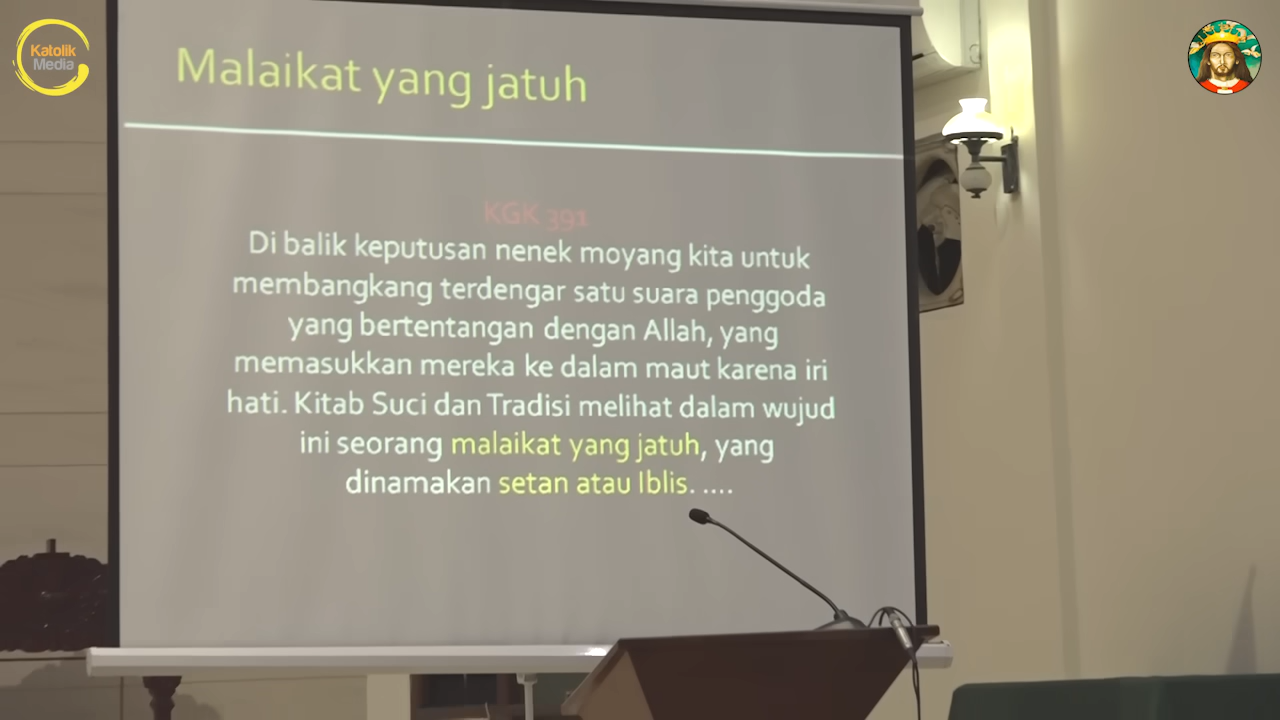 Katolik
Media
Malaikat yang jatuh
KGK 391
Di balik keputusan nenek moyang kita untuk
membangkang terdengar satu suara penggoda
yang bertentangan dengan Allah, yang
memasukkan mereka ke dalam maut karena iri
hati. Kitab Suci dan Tradisi melihat dalam wujud
ini seorang malaikat yang jatuh, yang
dinamakan setan atau Iblis. ....